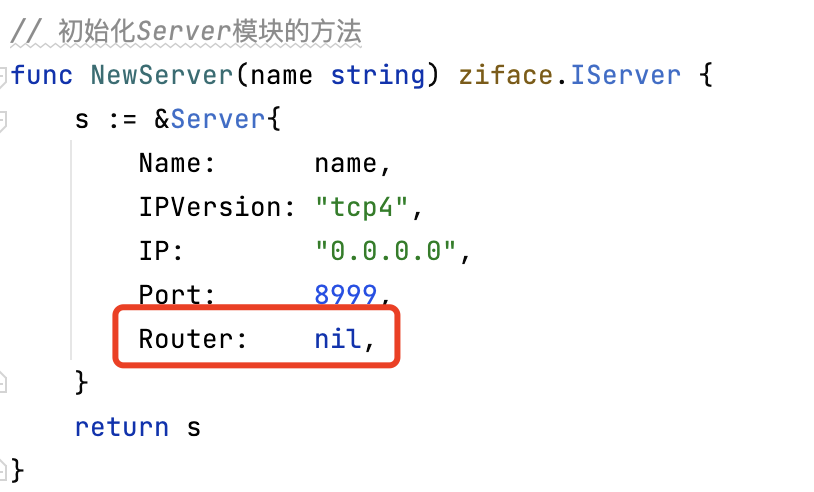 // 初始化Server模块的方法
func NewServer(name string) ziface.IServer {
s := &Server{
Name: name,
IPVersion: "tcp4",
IP: "0.0.0.0",
Port: 8999,
Router: nil,
}
return s
}